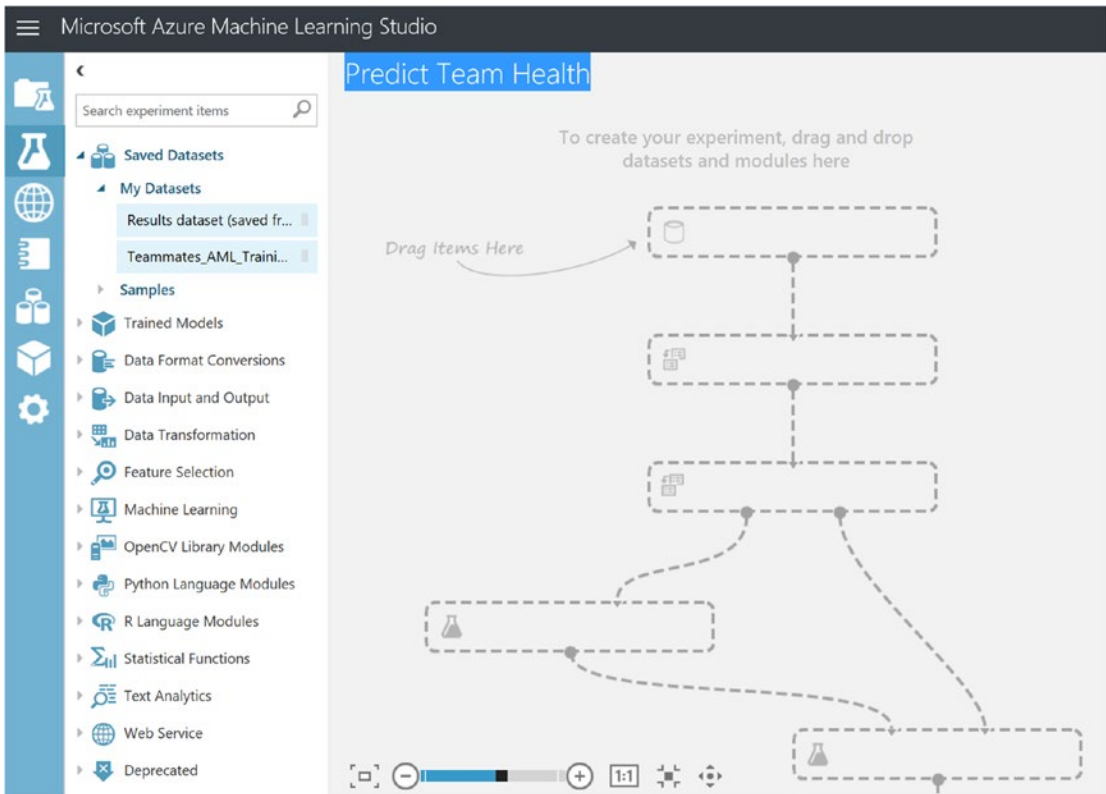 Microsoft Azure Machine Learning Studio
Predict Team Health
Search experiment items
Saved Datasets
My Datasets
Results dataset (saved fr...
Teammates_AML_Traini...
Samples
Trained Models
Data Format Conversions
Data Input and Output
Data Transformation
Feature Selection
Machine Learning
OpenCV Library Modules
Python Language Modules
R Language Modules
Statistical Functions
Text Analytics
Web Service
Deprecated
To create your experiment, drag and drop
datasets and modules here
Drag Items Here
1:1